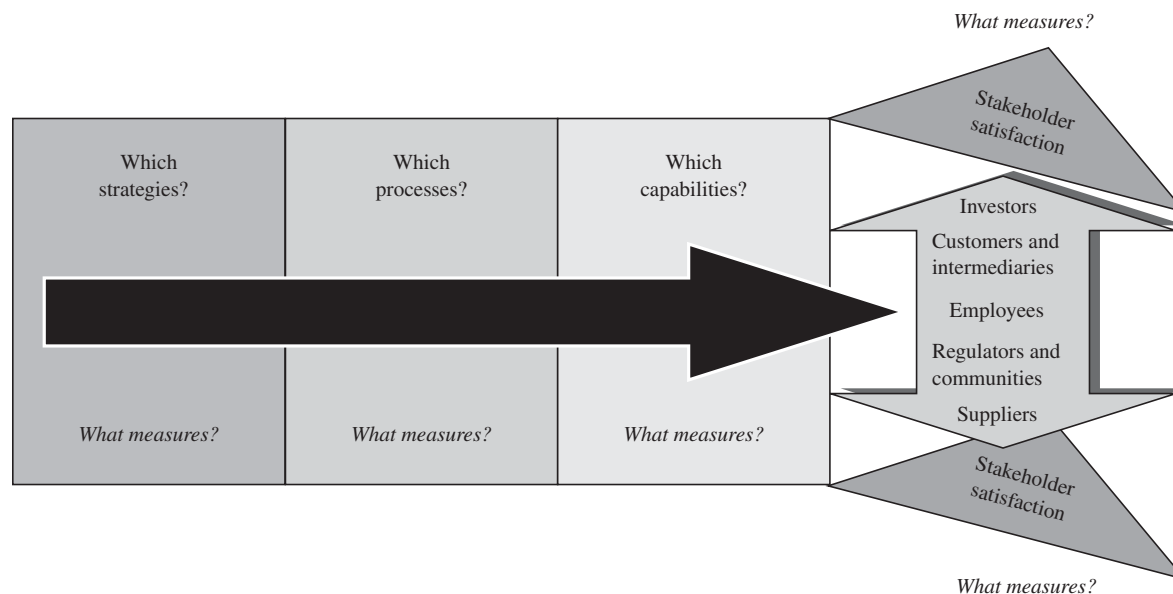 What measures?
Stakeholder
satisfaction
Which
strategies?
Which
processes?
Which
capabilities?
Investors
Customers and
intermediaries
Employees
Regulators and
communities
Suppliers
What measures?
What measures?
What measures?
Stakeholder
satisfaction
What measures?